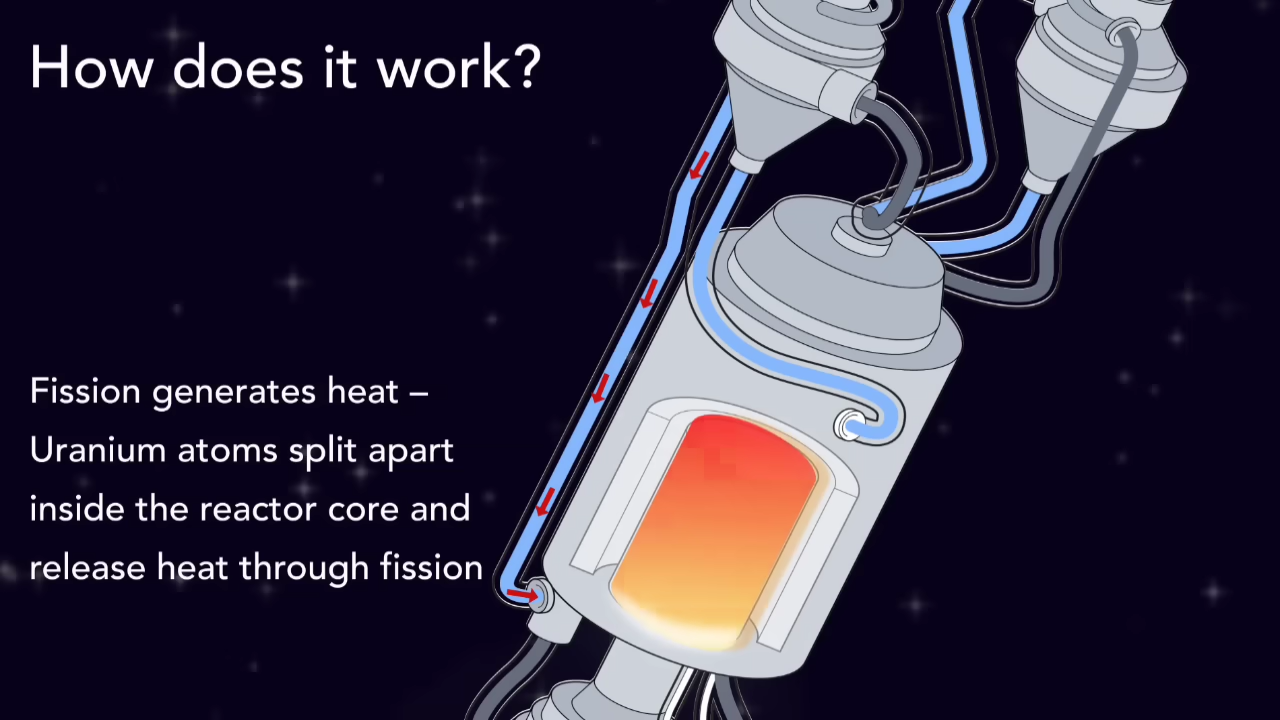 How does it work?
Fission generates heat –
Uranium atoms split apart
inside the reactor core and
release heat through fission